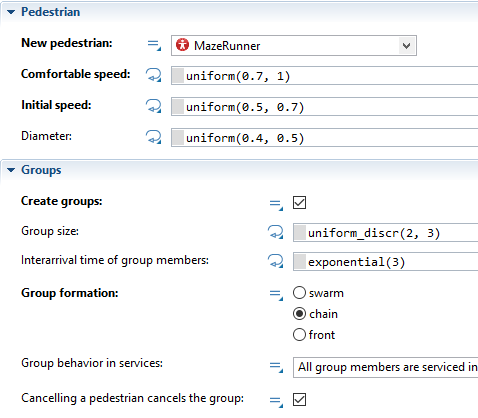 Pedestrian
New pedestrian: MazeRunner
Comfortable speed: uniform(0.7, 1)
Initial speed: uniform(0.5, 0.7)
Diameter: uniform(0.4, 0.5)
Groups
Create groups:
Group size: uniform_discr(2, 3)
Interarrival time of group members: exponential(3)
Group formation: swarm
chain
front
Group behavior in services: All group members are serviced in
Cancelling a pedestrian cancels the group: